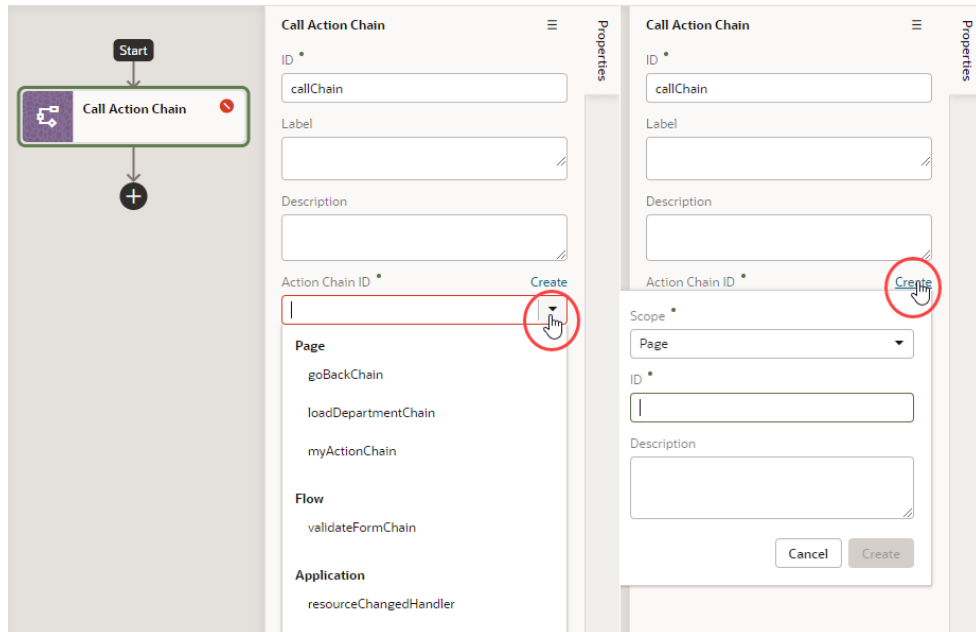 Start
Call Action Chain
Call Action Chain
ID
callChain
Label
Description
Action Chain ID
Create
Page
goBackChain
loadDepartmentChain
myActionChain
Flow
validateFormChain
Application
resourceChangedHandler
Properties
Call Action Chain
ID
callChain
Label
Description
Action Chain ID
Create
Scope
Page
ID
Description
Cancel
Create
Properties